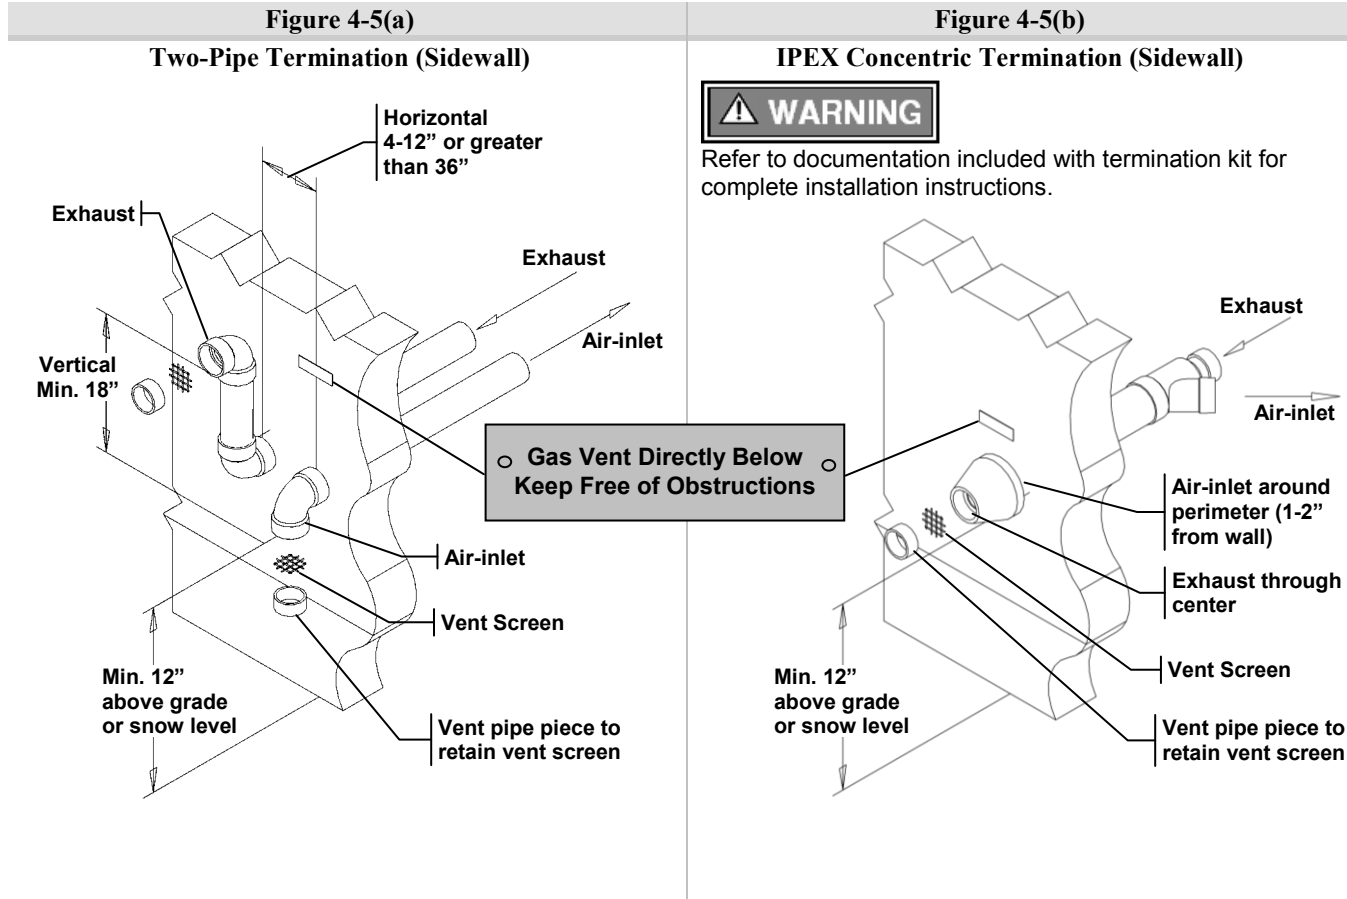 Figure 4-5(a)
Two-Pipe Termination (Sidewall)
Horizontal
4-12” or greater
than 36”
Exhaust
Exhaust
Air-inlet
Vertical
Min. 18”
Gas Vent Directly Below
Keep Free of Obstructions
Air-inlet
Vent Screen
Min. 12”
above grade
or snow level
Vent pipe piece to
retain vent screen
Figure 4-5(b)
IPEX Concentric Termination (Sidewall)
WARNING
Refer to documentation included with termination kit for
complete installation instructions.
Exhaust
Air-inlet
Air-inlet around
perimeter (1-2”
from wall)
Exhaust through
center
Vent Screen
Min. 12”
above grade
or snow level
Vent pipe piece to
retain vent screen